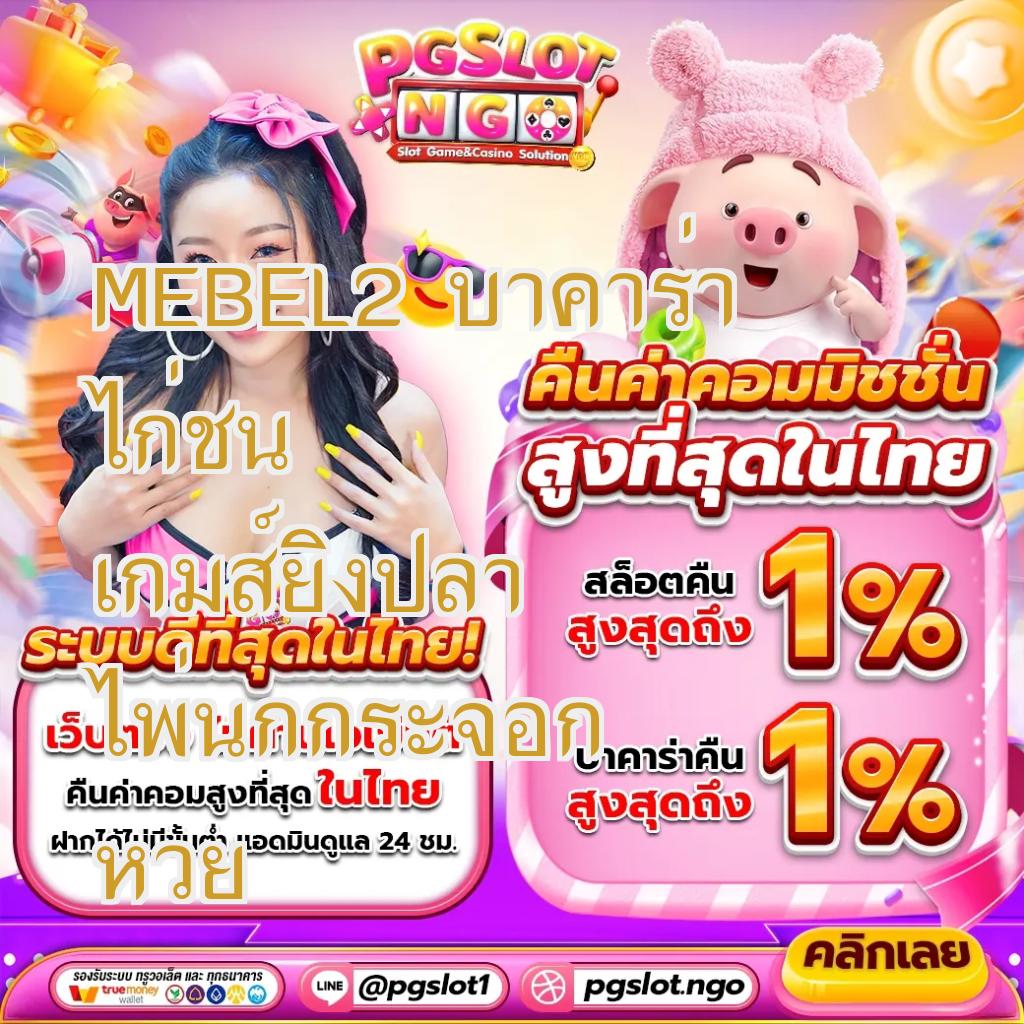 PGSLOT
NGO
Slot Game&Casino Solution
MEBEL2 บาคาร่า
ไก่ชน
เกมส์ยิงปลา
ไพ่นกกระจอก
หวย
คืนค่าคอมมิชชั่น
สูงที่สุดในไทย
สล็อตคืน
สูงสุดถึง
1%
บาคาร่าคืน
สูงสุดถึง
1%
ระบบดีที่สุดในไทย!
คืนค่าคอมสูงที่สุด ในไทย
ฝากได้ไม่มีขั้นต่ำ แอดมินดูแล 24 ชม.
คลิกเลย
รองรับระบบ ทรูวอเล็ต และ ทุกธนาคาร
truemoney
wallet
LINE @pgslot1
pgslot.ngo